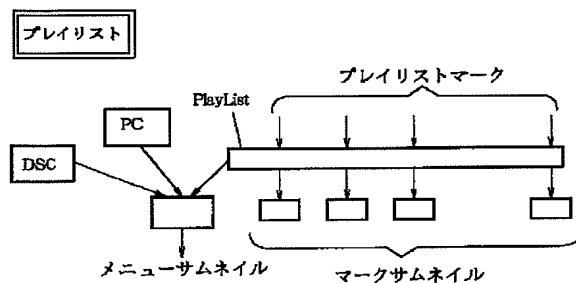 プレイリスト
プレイリストマーク
PlayList
PC
DSC
メニューサムネイル
マークサムネイル